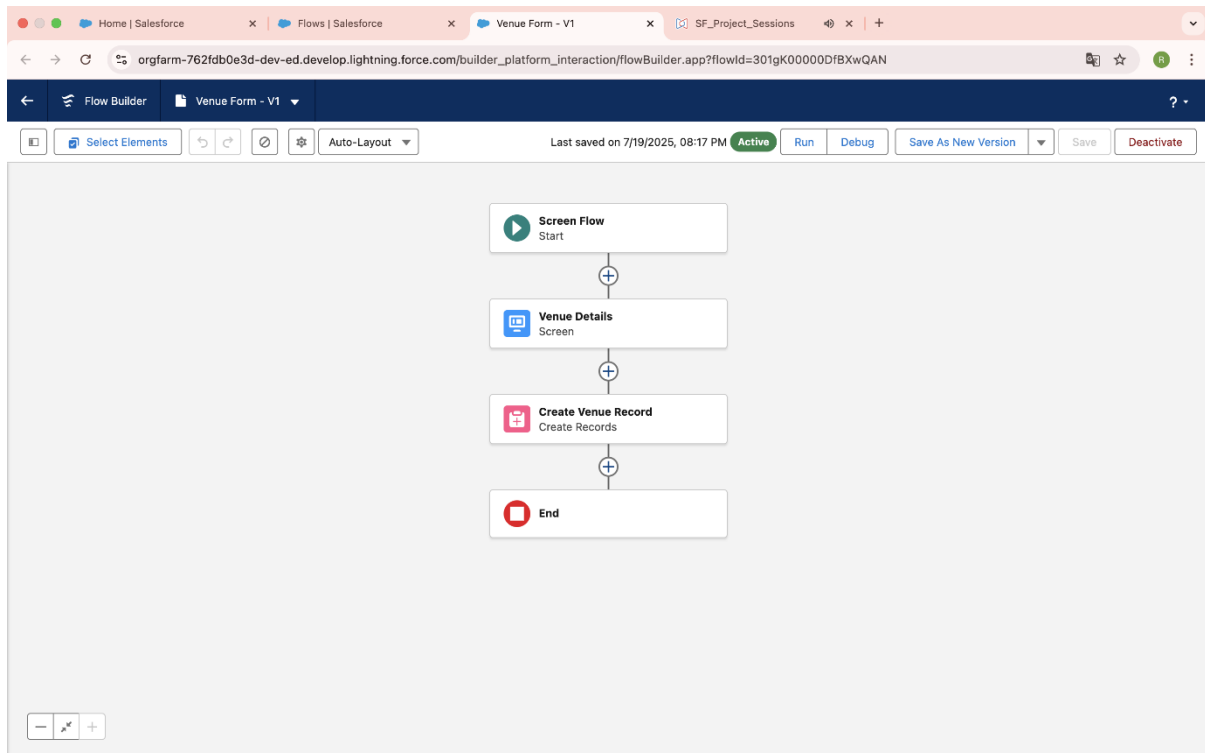 Home | Salesforce
Flows | Salesforce
Venue Form - V1
SF_Project_Sessions
orgfarm-762fdb0e3d-dev-ed.develop.lightning.force.com/builder_platform_interaction/flowBuilder.app?flowId=301gK00000DfBXwQAN
R
Flow Builder
Venue Form - V1
?
Select Elements
Auto-Layout
Last saved on 7/19/2025, 08:17 PM
Active
Run
Debug
Save As New Version
Save
Deactivate
Screen Flow
Start
Venue Details
Screen
Create Venue Record
Create Records
End